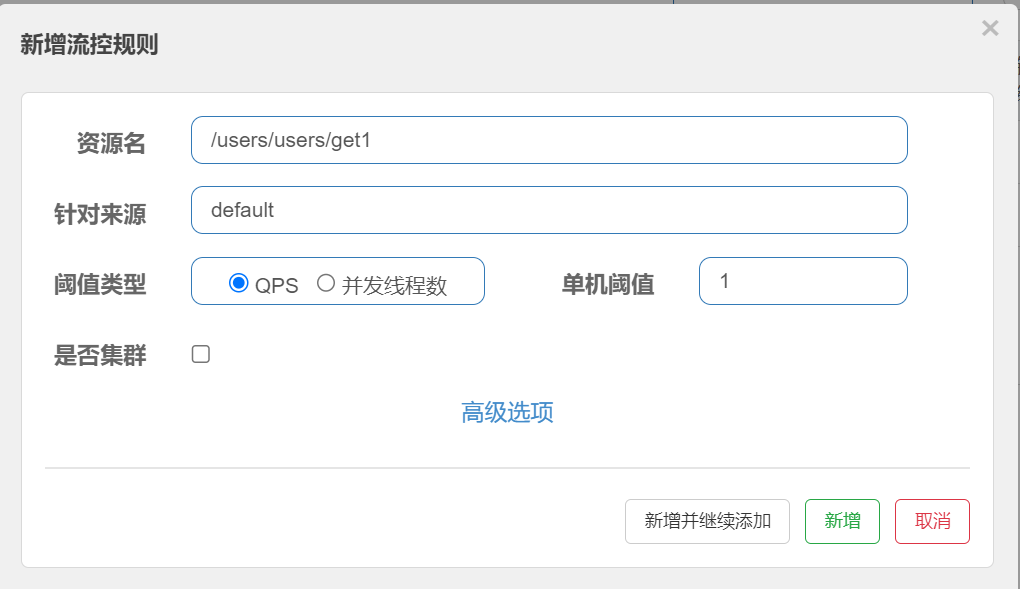 新增流控规则
资源名 /users/users/get1
针对来源 default
阈值类型 QPS 并发线程数 单机阈值 1
是否集群
高级选项
新增并继续添加 新增 取消